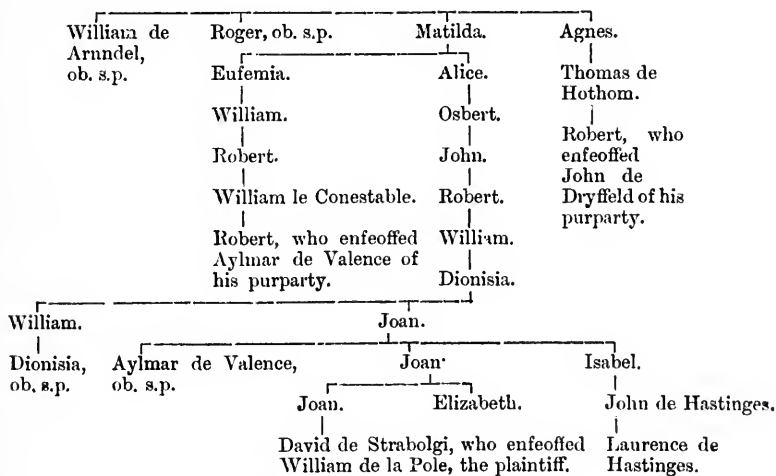 William de Arundel, ob. s.p.
Roger, ob. s.p.
Matilda.
Agnes.
Eufemia.
Alice.
Thomas de Hothom.
William.
Osbert.
Robert, who enfeoffed John de Dryffeld of his purparty.
Robert.
John.
William le Conestable.
Robert.
Robert, who enfeoffed Aylmar de Valence of his purparty.
William.
Dionisia.
William.
Joan.
Dionisia, ob. s.p.
Aylmar de Valence, ob. s.p.
Joan
Isabel.
Joan.
Elizabeth.
John de Hastinges.
David de Strabolgi, who enfeoffed William de la Pole, the plaintiff.
Laurence de Hastinges.